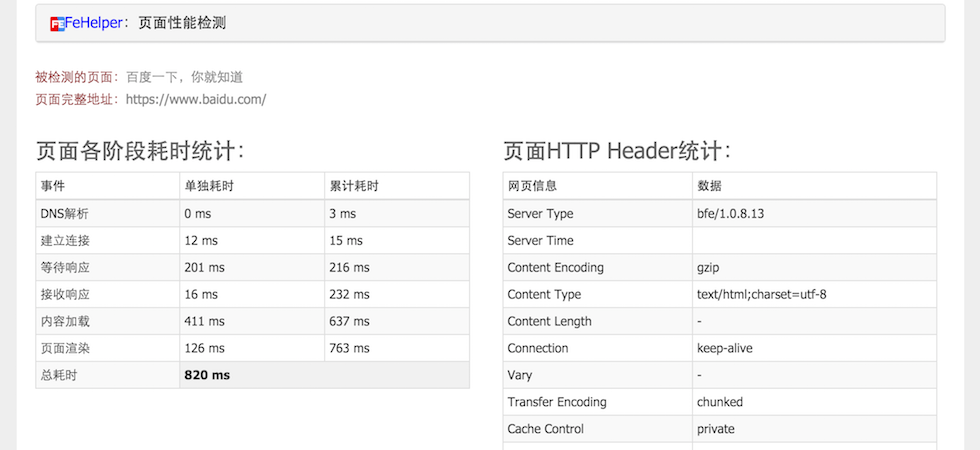 FeHelper：页面性能检测
被检测的页面：百度一下，你就知道
页面完整地址：https://www.baidu.com/
页面各阶段耗时统计：
事件 单独耗时 累计耗时
DNS解析 0 ms 3 ms
建立连接 12 ms 15 ms
等待响应 201 ms 216 ms
接收响应 16 ms 232 ms
内容加载 411 ms 637 ms
页面渲染 126 ms 763 ms
总耗时 820 ms
页面HTTP Header统计：
网页信息 数据
Server Type bfe/1.0.8.13
Server Time
Content Encoding gzip
Content Type text/html;charset=utf-8
Content Length -
Connection keep-alive
Vary -
Transfer Encoding chunked
Cache Control private